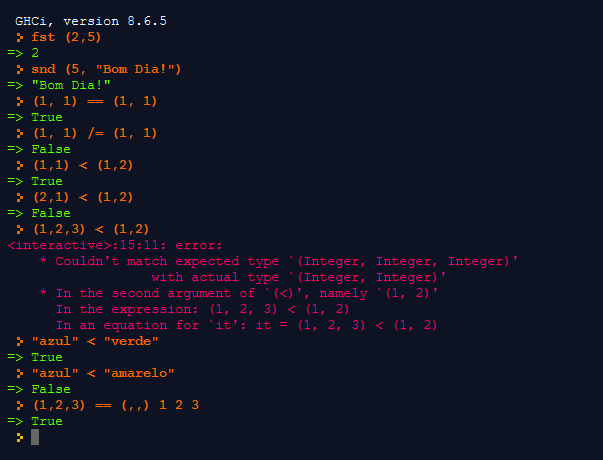 GHCi, version 8.6.5
fst (2,5)
=> 2
snd (5, "Bom Dia!")
=> "Bom Dia!"
(1, 1) == (1, 1)
=> True
(1, 1) /= (1, 1)
=> False
(1,1) < (1,2)
=> True
(2,1) < (1,2)
=> False
(1,2,3) < (1,2)
<interactive>:15:11: error:
    * Couldn't match expected type `(Integer, Integer, Integer)'
                  with actual type `(Integer, Integer)'
    * In the second argument of `(<)', namely `(1, 2)'
      In the expression: (1, 2, 3) < (1, 2)
      In an equation for `it': it = (1, 2, 3) < (1, 2)
"azul" < "verde"
=> True
"azul" < "amarelo"
=> False
(1,2,3) == (,,) 1 2 3
=> True